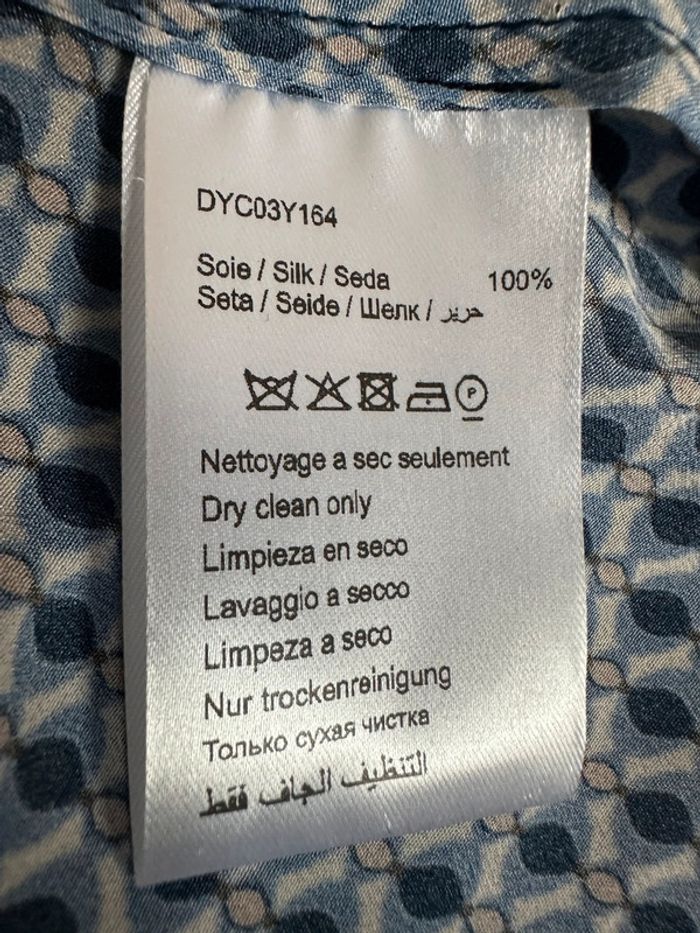 DYC03Y164
Soie / Silk / Seda 100%
Seta / Seide / Шелк / حرير
P
Nettoyage a sec seulement
Dry clean only
Limpieza en seco
Lavaggio a secco
Limpeza a seco
Nur trockenreinigung
Только сухая чистка
التنظيف الجاف فقط